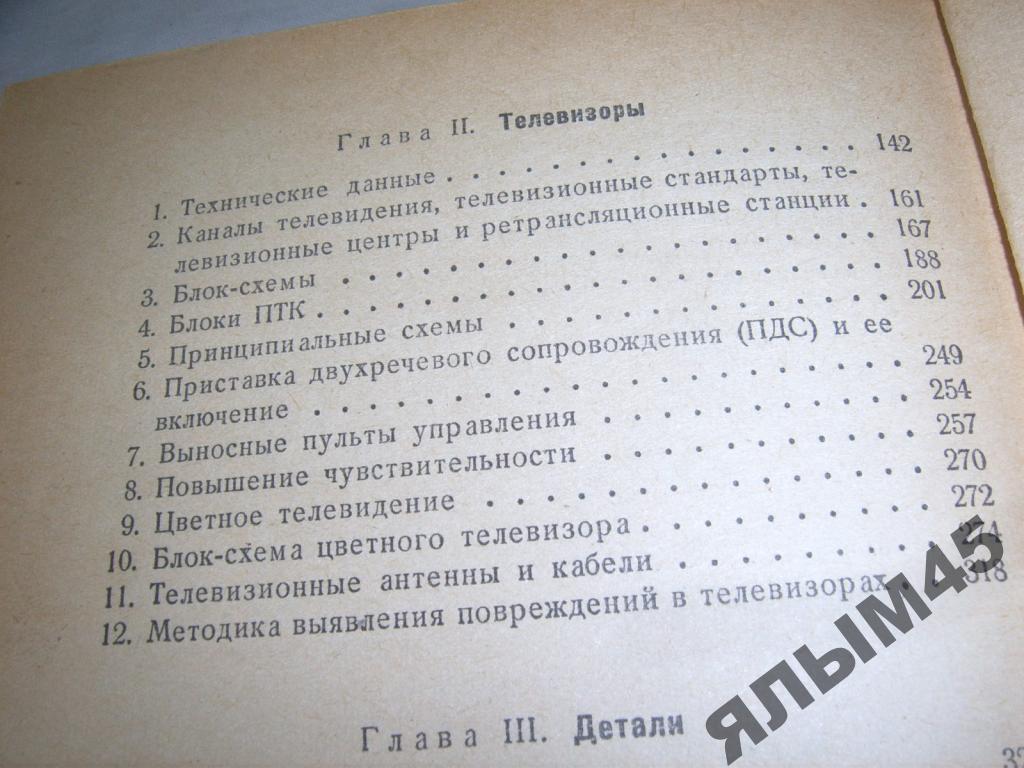 Глава II. Телевизоры
1. Технические данные . . . . . . . . . . . . . . . 142
2. Каналы телевидения, телевизионные стандарты, те-
левизионные центры и ретрансляционные станции . 161
3. Блок-схемы . . . . . . . . . . . . . . . . . . . 167
4. Блоки ПТК . . . . . . . . . . . . . . . . . . . . 188
5. Принципиальные схемы . . . . . . . . . . . . . . 201
6. Приставка двухречевого сопровождения (ПДС) и ее
включение . . . . . . . . . . . . . . . . . . . . 249
7. Выносные пульты управления . . . . . . . . . . . 254
8. Повышение чувствительности . . . . . . . . . . . 257
9. Цветное телевидение . . . . . . . . . . . . . . . 270
10. Блок-схема цветного телевизора . . . . . . . . . . 272
11. Телевизионные антенны и кабели . . . . . . . . . . 274
12. Методика выявления повреждений в телевизорах . . 318
Глава III. Детали
ЯЛЫМ45